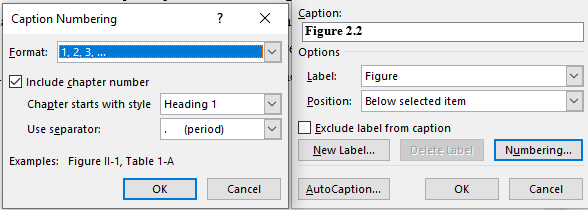 Caption Numbering
Format: 1, 2, 3, ...
Include chapter number
Chapter starts with style Heading 1
Use separator: . (period)
Examples: Figure II-1, Table 1-A
OK Cancel
Caption:
Figure 2.2
Options
Label: Figure
Position: Below selected item
Exclude label from caption
New Label... Delete Label Numbering...
AutoCaption... OK Cancel